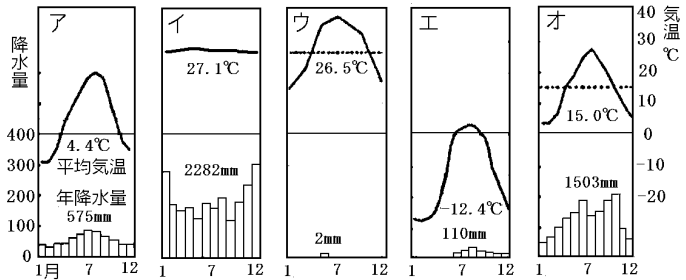 ア イ ウ エ オ
降水量
気温 ℃
40
30
20
10
0
-10
-20
400
300
200
100
0
4.4℃
平均気温
年降水量
575mm
27.1℃
2282mm
26.5℃
2mm
-12.4℃
110mm
15.0℃
1503mm
1月 7 12
1 7 12
1 7 12
1 7 12
1 7 12